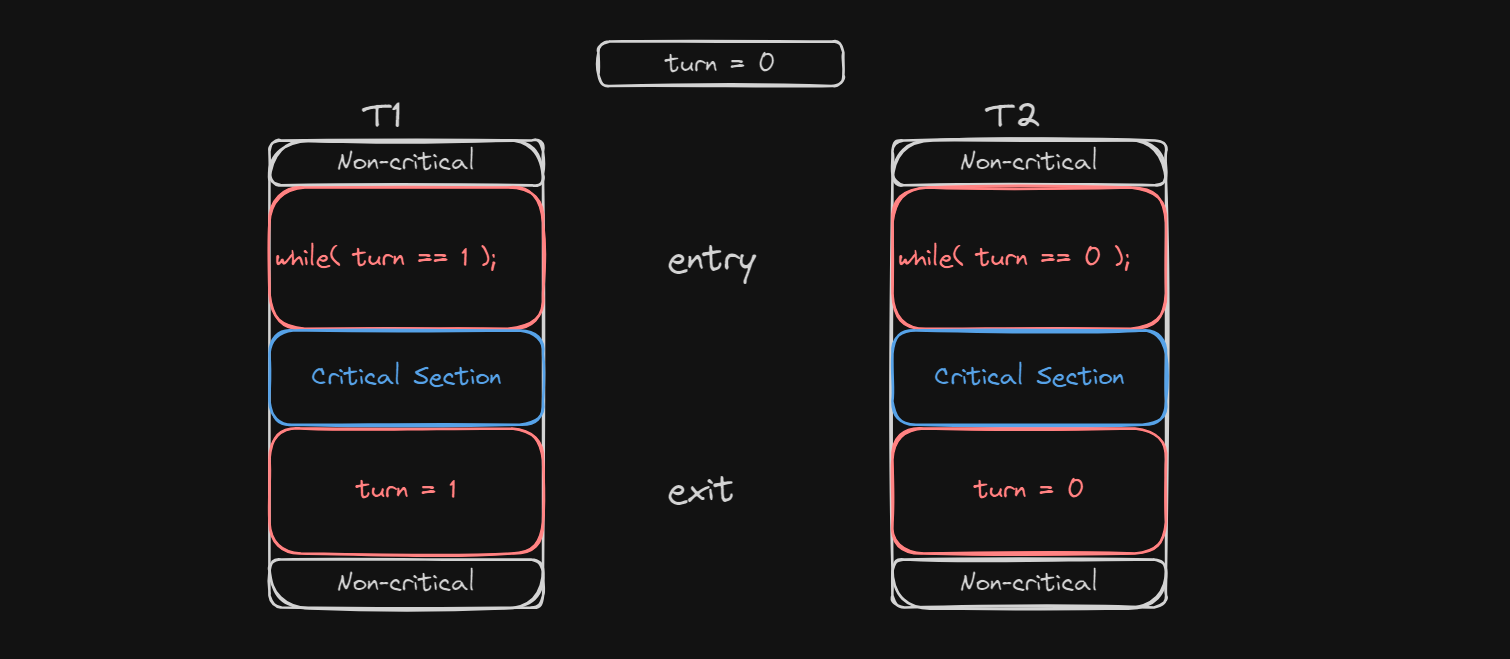 turn = 0
T1
T2
Non-critical
Non-critical
while( turn == 1 );
entry
while( turn == 0 );
Critical Section
Critical Section
turn = 1
exit
turn = 0
Non-critical
Non-critical